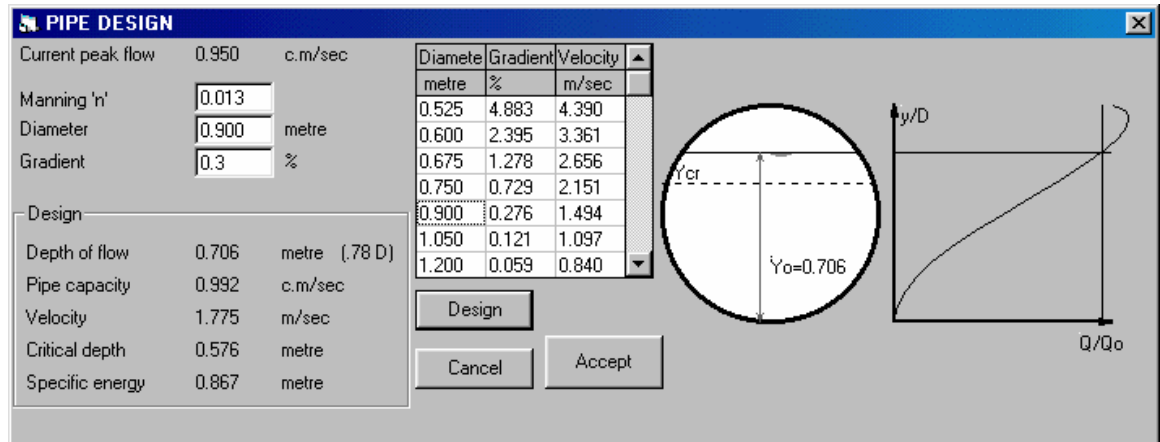 PIPE DESIGN
Current peak flow 0.950 c.m/sec
Manning 'n' 0.013
Diameter 0.900 metre
Gradient 0.3 %
Design
Depth of flow 0.706 metre (.78 D)
Pipe capacity 0.992 c.m/sec
Velocity 1.775 m/sec
Critical depth 0.576 metre
Specific energy 0.867 metre
Diamete Gradient Velocity
metre % m/sec
0.525 4.883 4.390
0.600 2.395 3.361
0.675 1.278 2.656
0.750 0.729 2.151
0.900 0.276 1.494
1.050 0.121 1.097
1.200 0.059 0.840
Design
Cancel
Accept
Ycr
Yo=0.706
y/D
Q/Qo